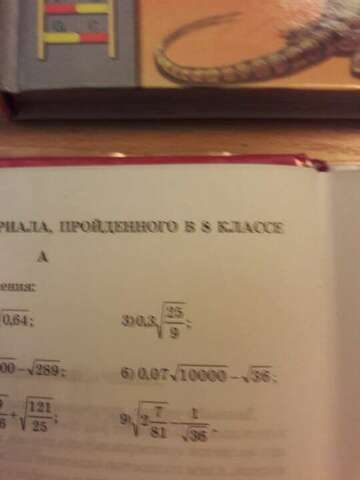 РИАЛА, ПРОЙДЕННОГО В 8 КЛАССЕ
А
ения:
√0,64; 3) 0,3√(25/9);
00 − √289; 6) 0,07√10000 − √36;
+ √(121/25); 9) √(2 7/81) · 1/√36.